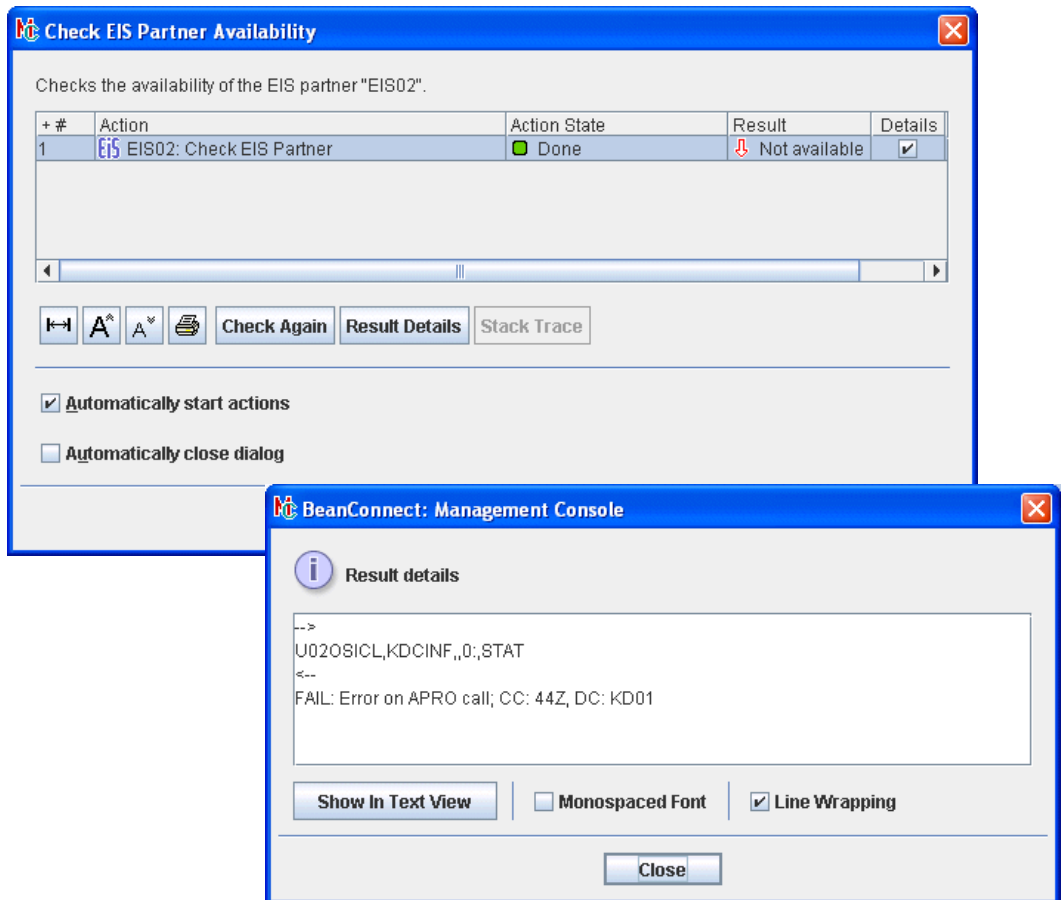 Check EIS Partner Availability
Checks the availability of the EIS partner "EIS02".
+ # Action Action State Result Details
1 EiS EIS02: Check EIS Partner Done Not available
A A Check Again Result Details Stack Trace
Automatically start actions
Automatically close dialog
BeanConnect: Management Console
i Result details
-->
U02OSICL,KDCINF,,0:,STAT
<--
FAIL: Error on APRO call; CC: 44Z, DC: KD01
Show In Text View Monospaced Font Line Wrapping
Close